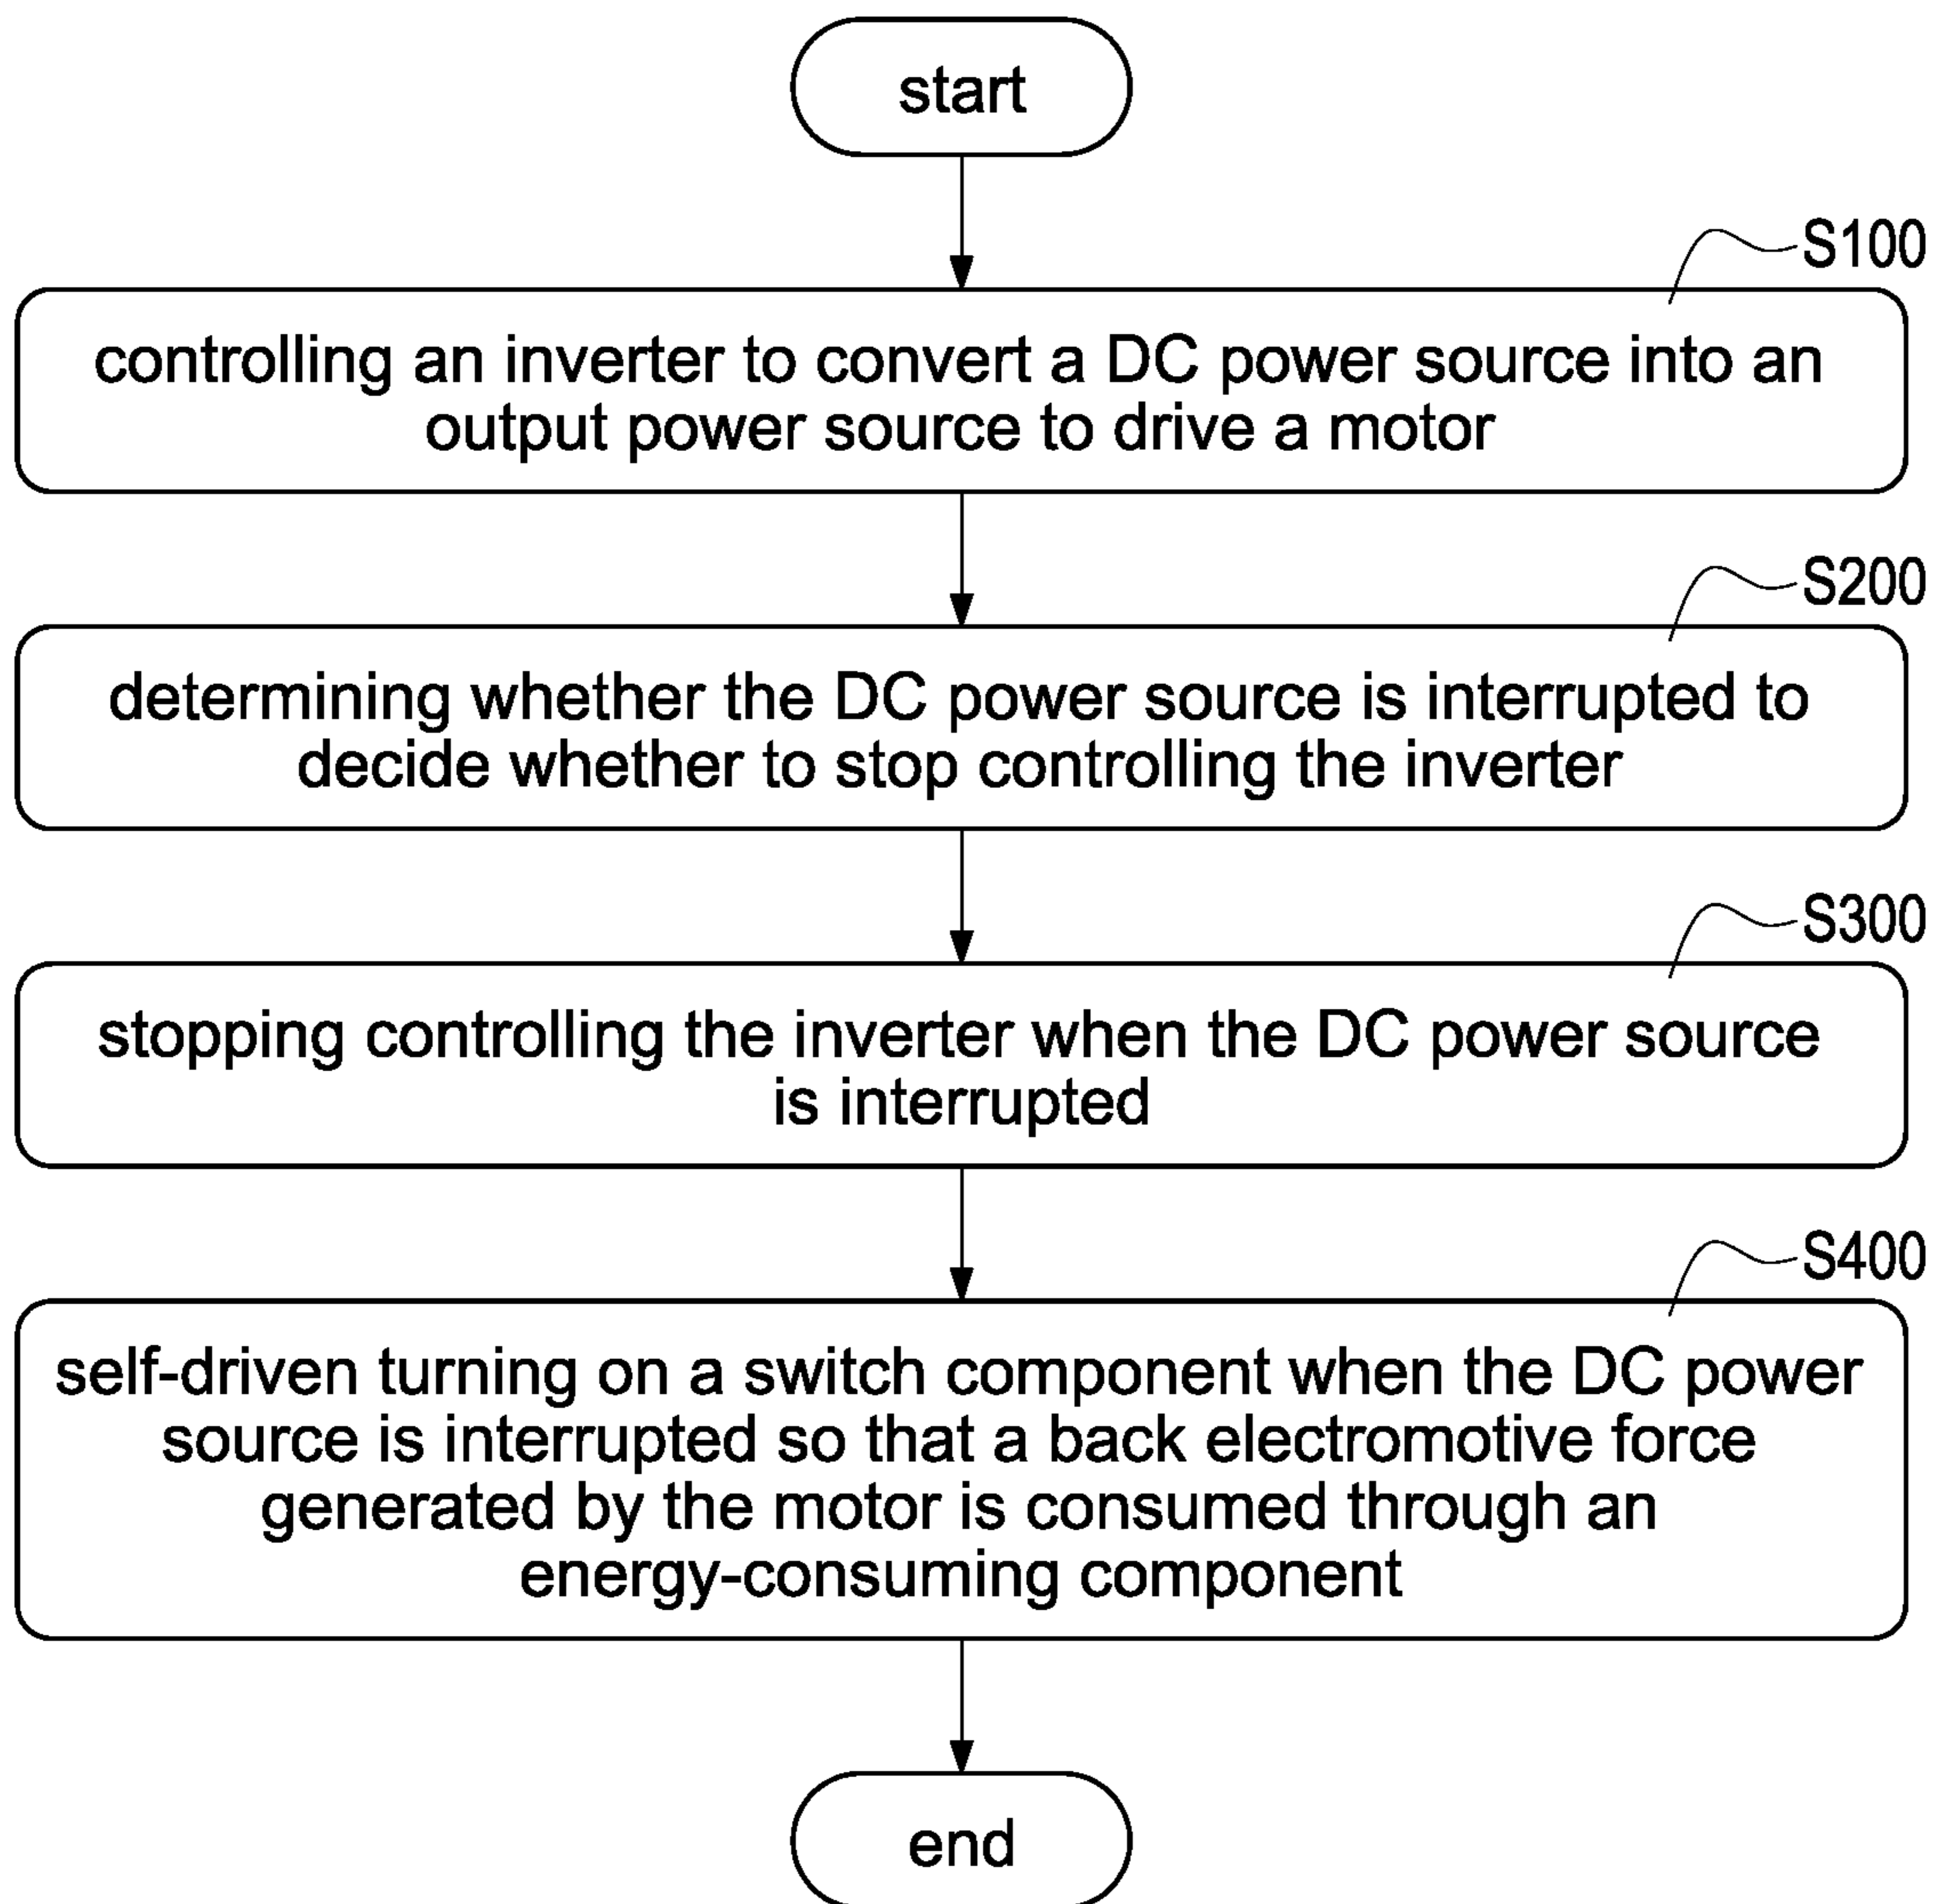 start
S100
controlling an inverter to convert a DC power source into an
output power source to drive a motor
S200
determining whether the DC power source is interrupted to
decide whether to stop controlling the inverter
S300
stopping controlling the inverter when the DC power source
is interrupted
S400
self-driven turning on a switch component when the DC power
source is interrupted so that a back electromotive force
generated by the motor is consumed through an
energy-consuming component
end